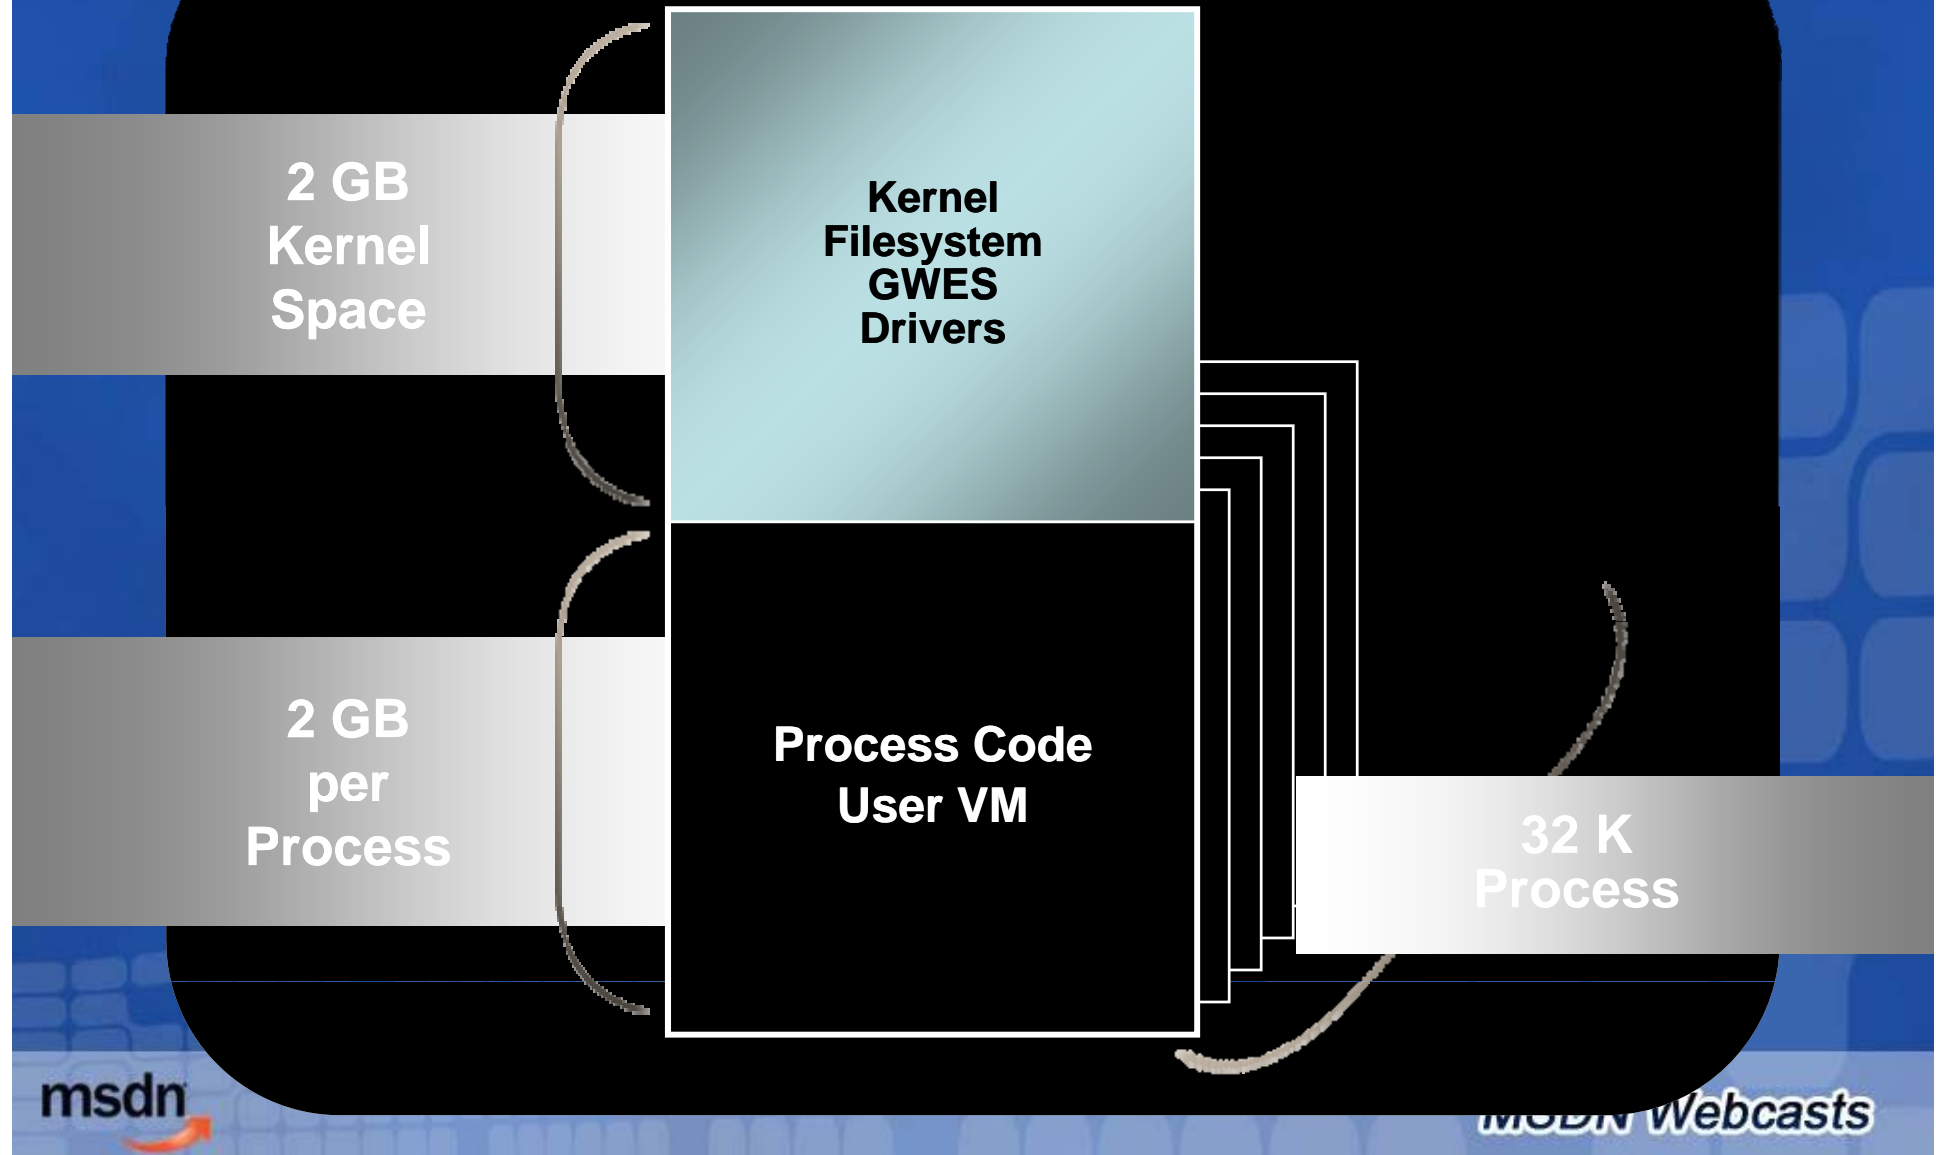 2 GB
Kernel
Space
Kernel
Filesystem
GWES
Drivers
2 GB
per
Process
Process Code
User VM
32 K
Process
msdn
MSDN Webcasts